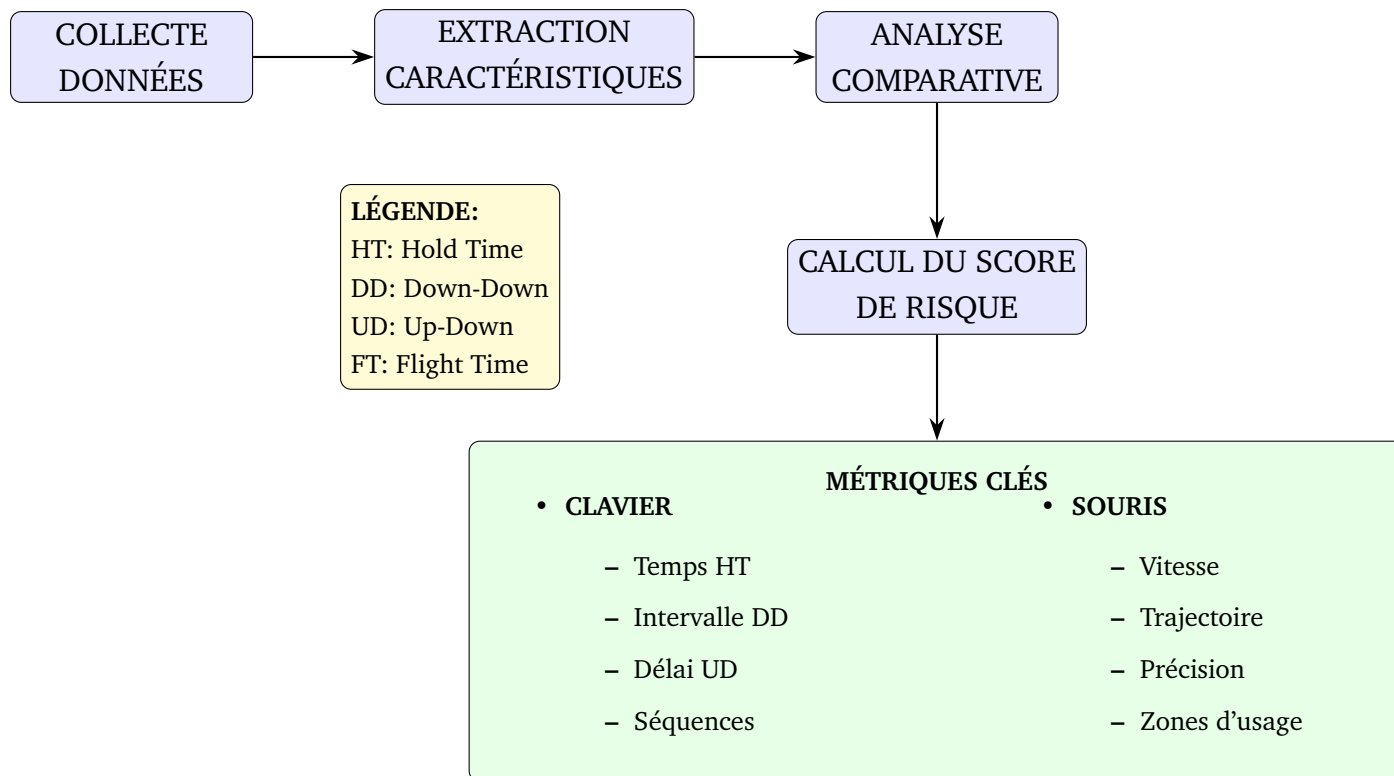 COLLECTE
DONNÉES
EXTRACTION
CARACTÉRISTIQUES
ANALYSE
COMPARATIVE
LÉGENDE:
HT: Hold Time
DD: Down-Down
UD: Up-Down
FT: Flight Time
CALCUL DU SCORE
DE RISQUE
MÉTRIQUES CLÉS
• CLAVIER
– Temps HT
– Intervalle DD
– Délai UD
– Séquences
• SOURIS
– Vitesse
– Trajectoire
– Précision
– Zones d'usage